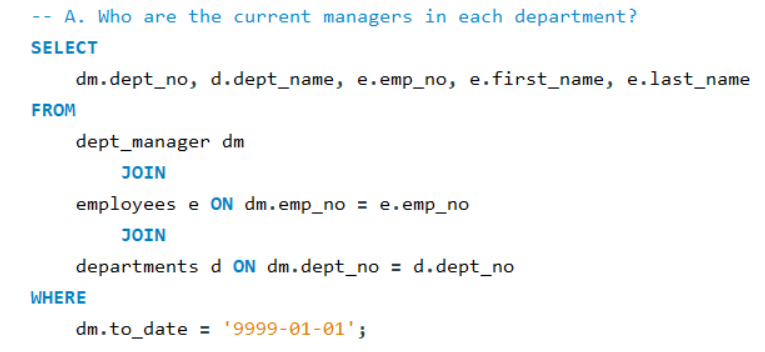 -- A. Who are the current managers in each department?
SELECT
dm.dept_no, d.dept_name, e.emp_no, e.first_name, e.last_name
FROM
dept_manager dm
JOIN
employees e ON dm.emp_no = e.emp_no
JOIN
departments d ON dm.dept_no = d.dept_no
WHERE
dm.to_date = '9999-01-01';